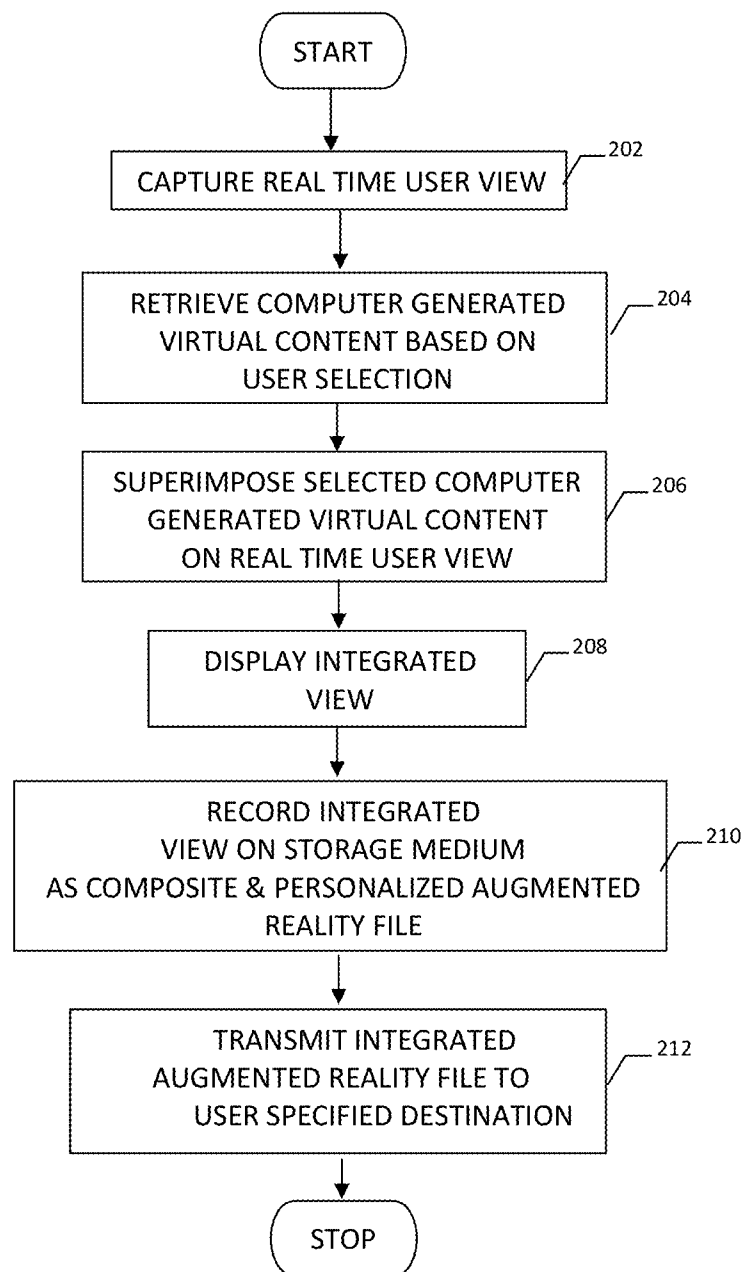 START
202
CAPTURE REAL TIME USER VIEW
204
RETRIEVE COMPUTER GENERATED
VIRTUAL CONTENT BASED ON
USER SELECTION
206
SUPERIMPOSE SELECTED COMPUTER
GENERATED VIRTUAL CONTENT
ON REAL TIME USER VIEW
208
DISPLAY INTEGRATED
VIEW
210
RECORD INTEGRATED
VIEW ON STORAGE MEDIUM
AS COMPOSITE & PERSONALIZED AUGMENTED
REALITY FILE
212
TRANSMIT INTEGRATED
AUGMENTED REALITY FILE TO
USER SPECIFIED DESTINATION
STOP